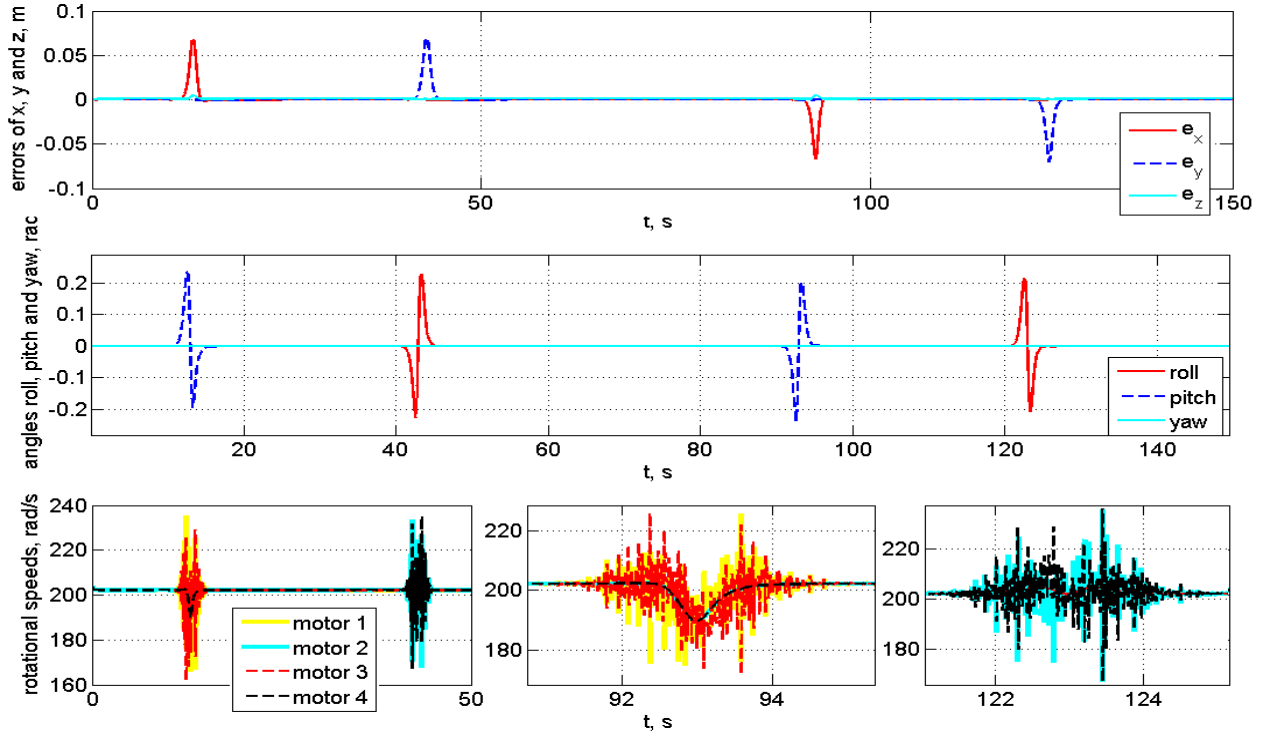 errors of x, y and z, m
0.1
0.05
0
-0.05
-0.1
0
50
100
150
t, s
e_x
e_y
e_z
angles roll, pitch and yaw, rac
0.2
0.1
0
-0.1
-0.2
20
40
60
80
100
120
140
t, s
roll
pitch
yaw
rotational speeds, rad/s
240
220
200
180
160
0
50
motor 1
motor 2
motor 3
motor 4
220
200
180
92
94
t, s
220
200
180
122
124